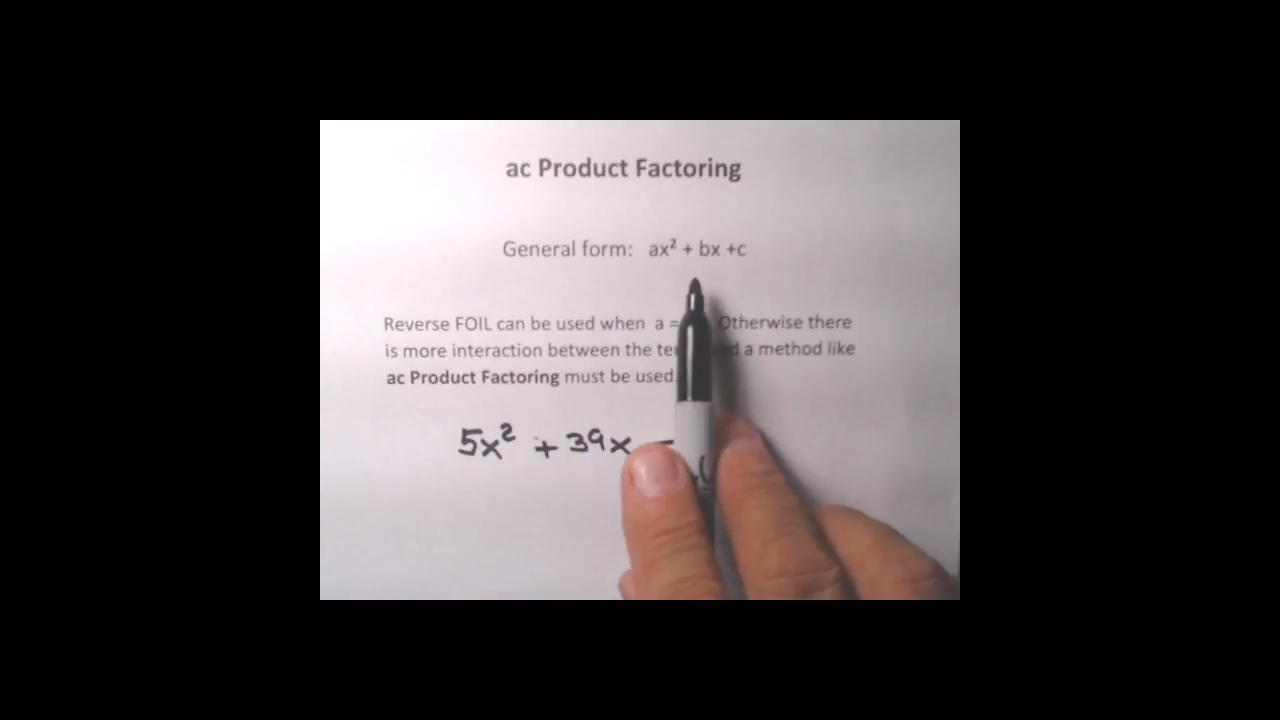 ac Product Factoring
General form: ax² + bx +c
Reverse FOIL can be used when a = Otherwise there
is more interaction between the a method like
ac Product Factoring must be used.
5x² + 39x −